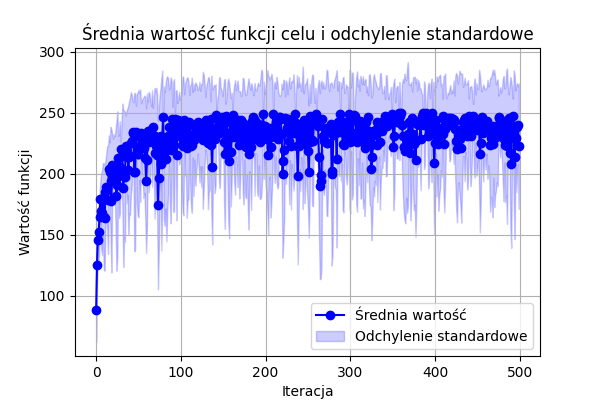 Średnia wartość funkcji celu i odchylenie standardowe
300
250
200
150
100
Wartość funkcji
0 100 200 300 400 500
Iteracja
Średnia wartość
Odchylenie standardowe